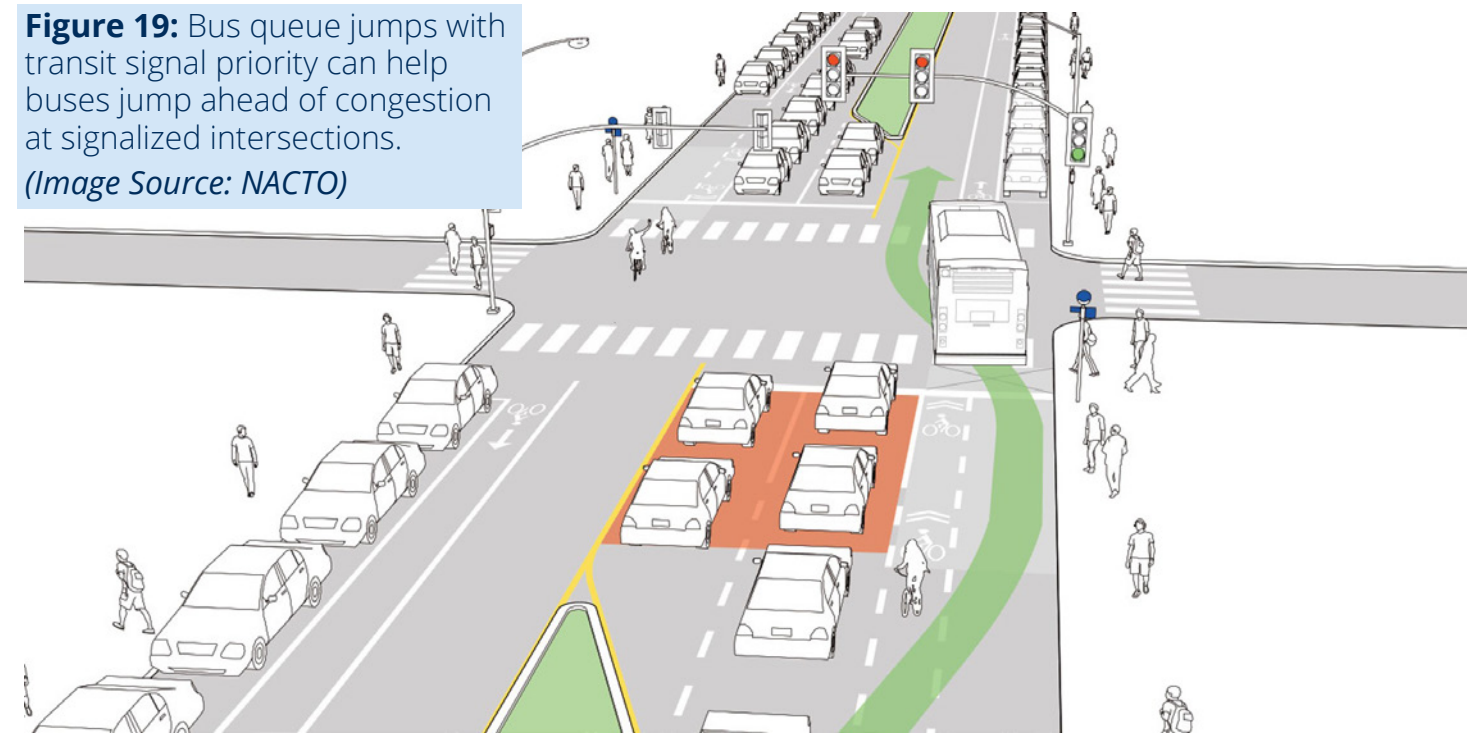 Figure 19: Bus queue jumps with
transit signal priority can help
buses jump ahead of congestion
at signalized intersections.
(Image Source: NACTO)